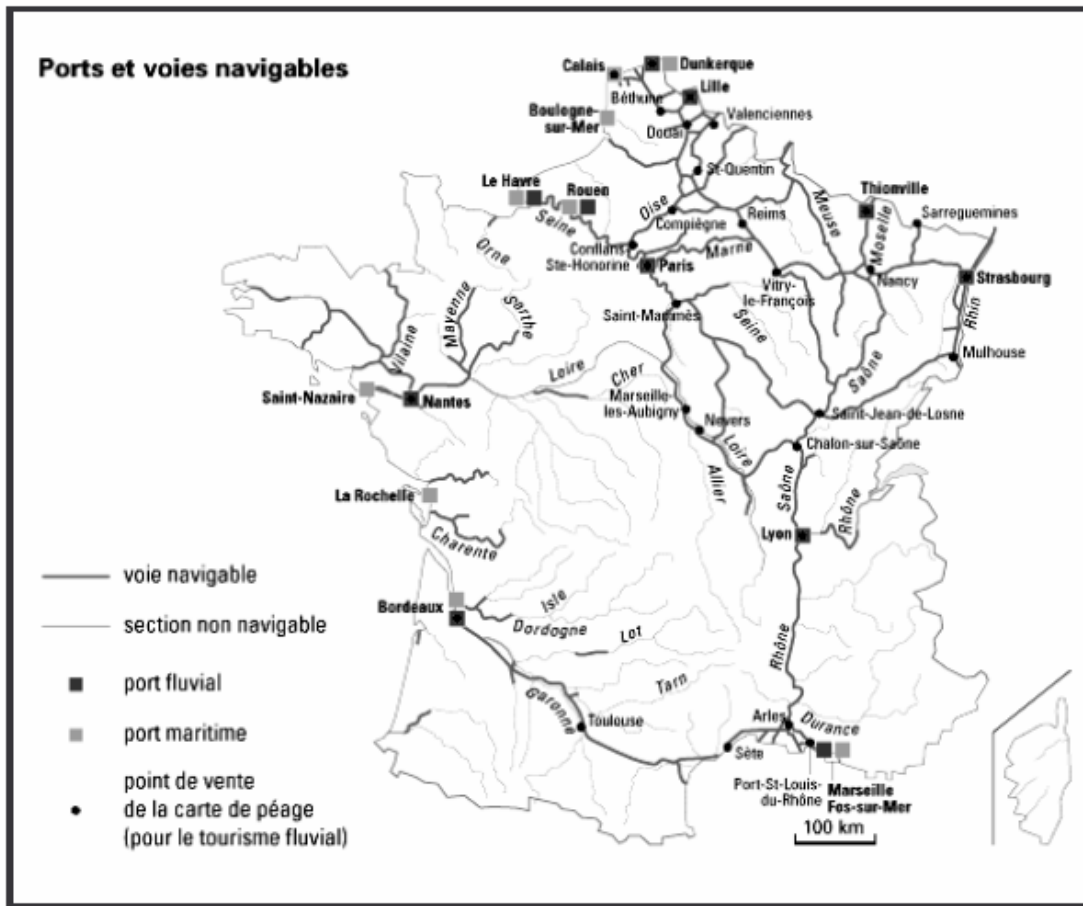 Ports et voies navigables
Calais
Dunkerque
Lille
Béthune
Valenciennes
Boulogne-
sur-Mer
Douai
St-Quentin
Le Havre
Rouen
Thionville
Oise
Meuse
Moselle
Sarreguemines
Seine
Compiègne
Reims
Orne
Conflans
Ste-Honorine
Marne
Paris
Vitry-
le-François
Nancy
Strasbourg
Mayenne
Sarthe
Saint-Mammès
Seine
Rhin
Vilaine
Mulhouse
Loire
Cher
Saône
Saint-Nazaire
Nantes
Marseille-
les-Aubigny
Nevers
Saint-Jean-de-Losne
Loire
Chalon-sur-Saône
Allier
Saône
La Rochelle
Rhône
Lyon
Charente
voie navigable
Bordeaux
Isle
section non navigable
Dordogne
Lot
Rhône
port fluvial
Tarn
Garonne
Toulouse
Arles
Durance
port maritime
Sète
Port-St-Louis-
du-Rhône
Marseille
Fos-sur-Mer
point de vente
de la carte de péage
(pour le tourisme fluvial)
100 km